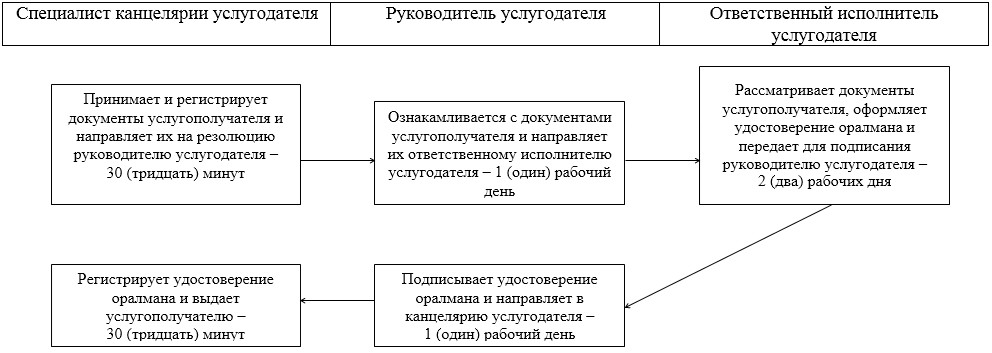 Специалист канцелярии услугодателя
Руководитель услугодателя
Ответственный исполнитель
услугодателя
Принимает и регистрирует
документы услугополучателя и
направляет их на резолюцию
руководителю услугодателя –
30 (тридцать) минут
Ознакамливается с документами
услугополучателя и направляет
их ответственному исполнителю
услугодателя – 1 (один) рабочий
день
Рассматривает документы
услугополучателя, оформляет
удостоверение оралмана и
передает для подписания
руководителю услугодателя –
2 (два) рабочих дня
Регистрирует удостоверение
оралмана и выдает
услугополучателю –
30 (тридцать) минут
Подписывает удостоверение
оралмана и направляет в
канцелярию услугодателя –
1 (один) рабочий день